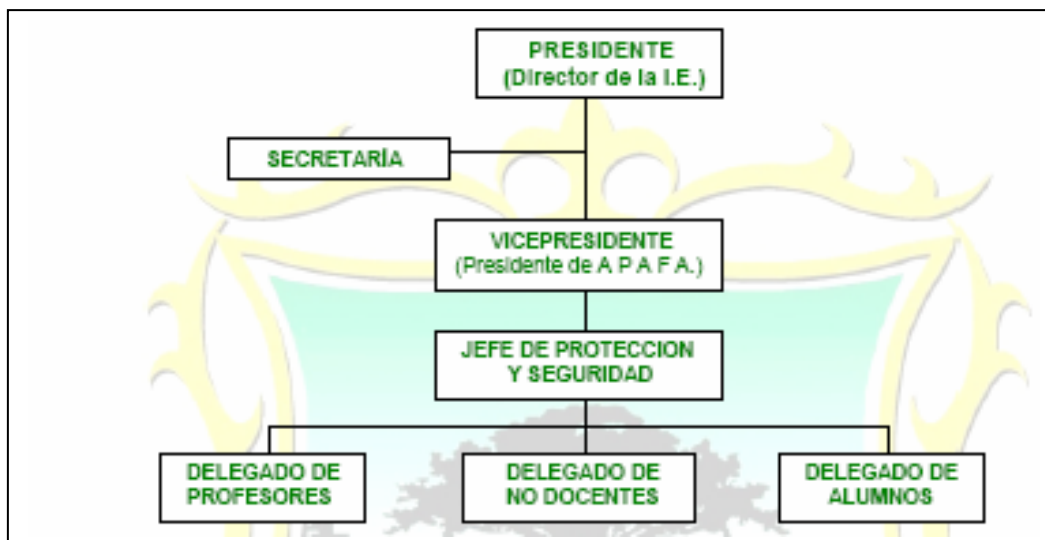 PRESIDENTE
(Director de la I.E.)
SECRETARÍA
VICEPRESIDENTE
(Presidente de A P A F A.)
JEFE DE PROTECCION
Y SEGURIDAD
DELEGADO DE
PROFESORES
DELEGADO DE
NO DOCENTES
DELEGADO DE
ALUMNOS